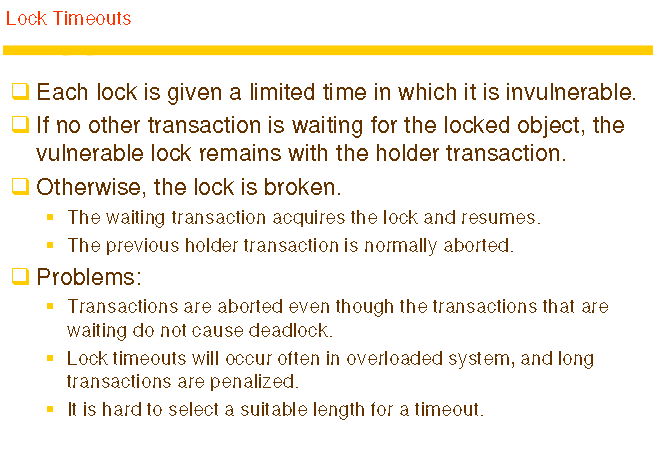 Lock Timeouts
Each lock is given a limited time in which it is invulnerable.
If no other transaction is waiting for the locked object, the
vulnerable lock remains with the holder transaction.
Otherwise, the lock is broken.
The waiting transaction acquires the lock and resumes.
The previous holder transaction is normally aborted.
Problems:
Transactions are aborted even though the transactions that are
waiting do not cause deadlock.
Lock timeouts will occur often in overloaded system, and long
transactions are penalized.
It is hard to select a suitable length for a timeout.